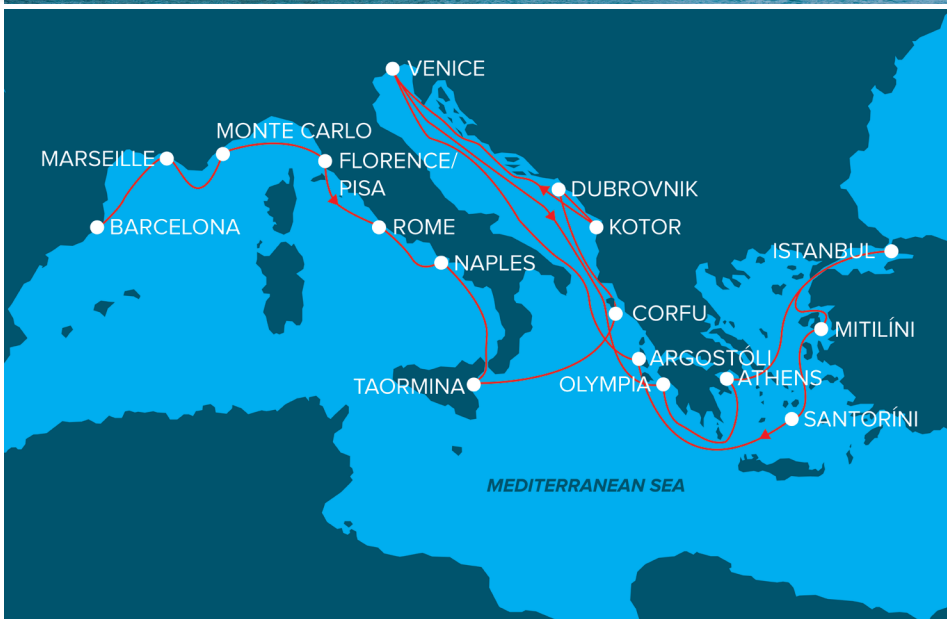 VENICE
MONTE CARLO
MARSEILLE
FLORENCE/
PISA
DUBROVNIK
BARCELONA
ROME
KOTOR
NAPLES
ISTANBUL
CORFU
MITILÍNI
ARGOSTÓLI
TAORMINA
OLYMPIA
ATHENS
SANTORÍNI
MEDITERRANEAN SEA